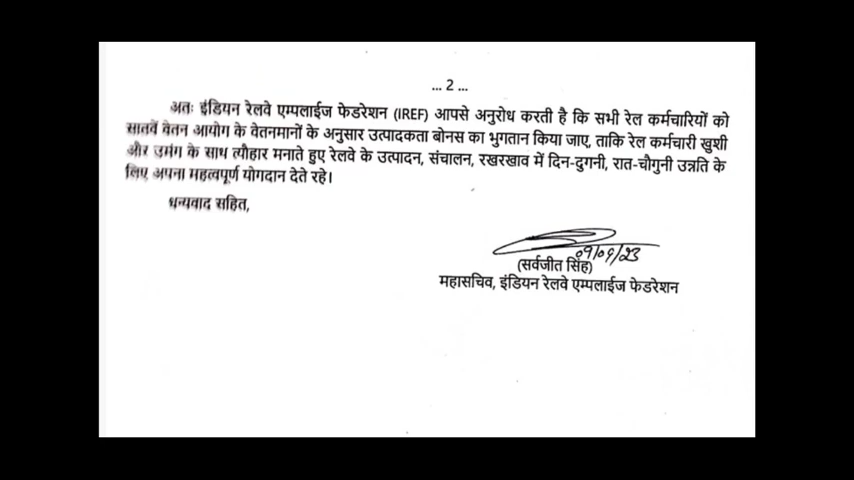 ... 2 ...
अतः इंडियन रेलवे एम्पलाईज फेडरेशन (IREF) आपसे अनुरोध करती है कि सभी रेल कर्मचारियों को
सातवें वेतन आयोग के वेतनमानों के अनुसार उत्पादकता बोनस का भुगतान किया जाए, ताकि रेल कर्मचारी खुशी
और उमंग के साथ त्यौहार मनाते हुए रेलवे के उत्पादन, संचालन, रखरखाव में दिन-दुगनी, रात-चौगुनी उन्नति के
लिए अपना महत्वपूर्ण योगदान देते रहे।
धन्यवाद सहित,
(सर्वजीत सिंह)
महासचिव, इंडियन रेलवे एम्पलाईज फेडरेशन